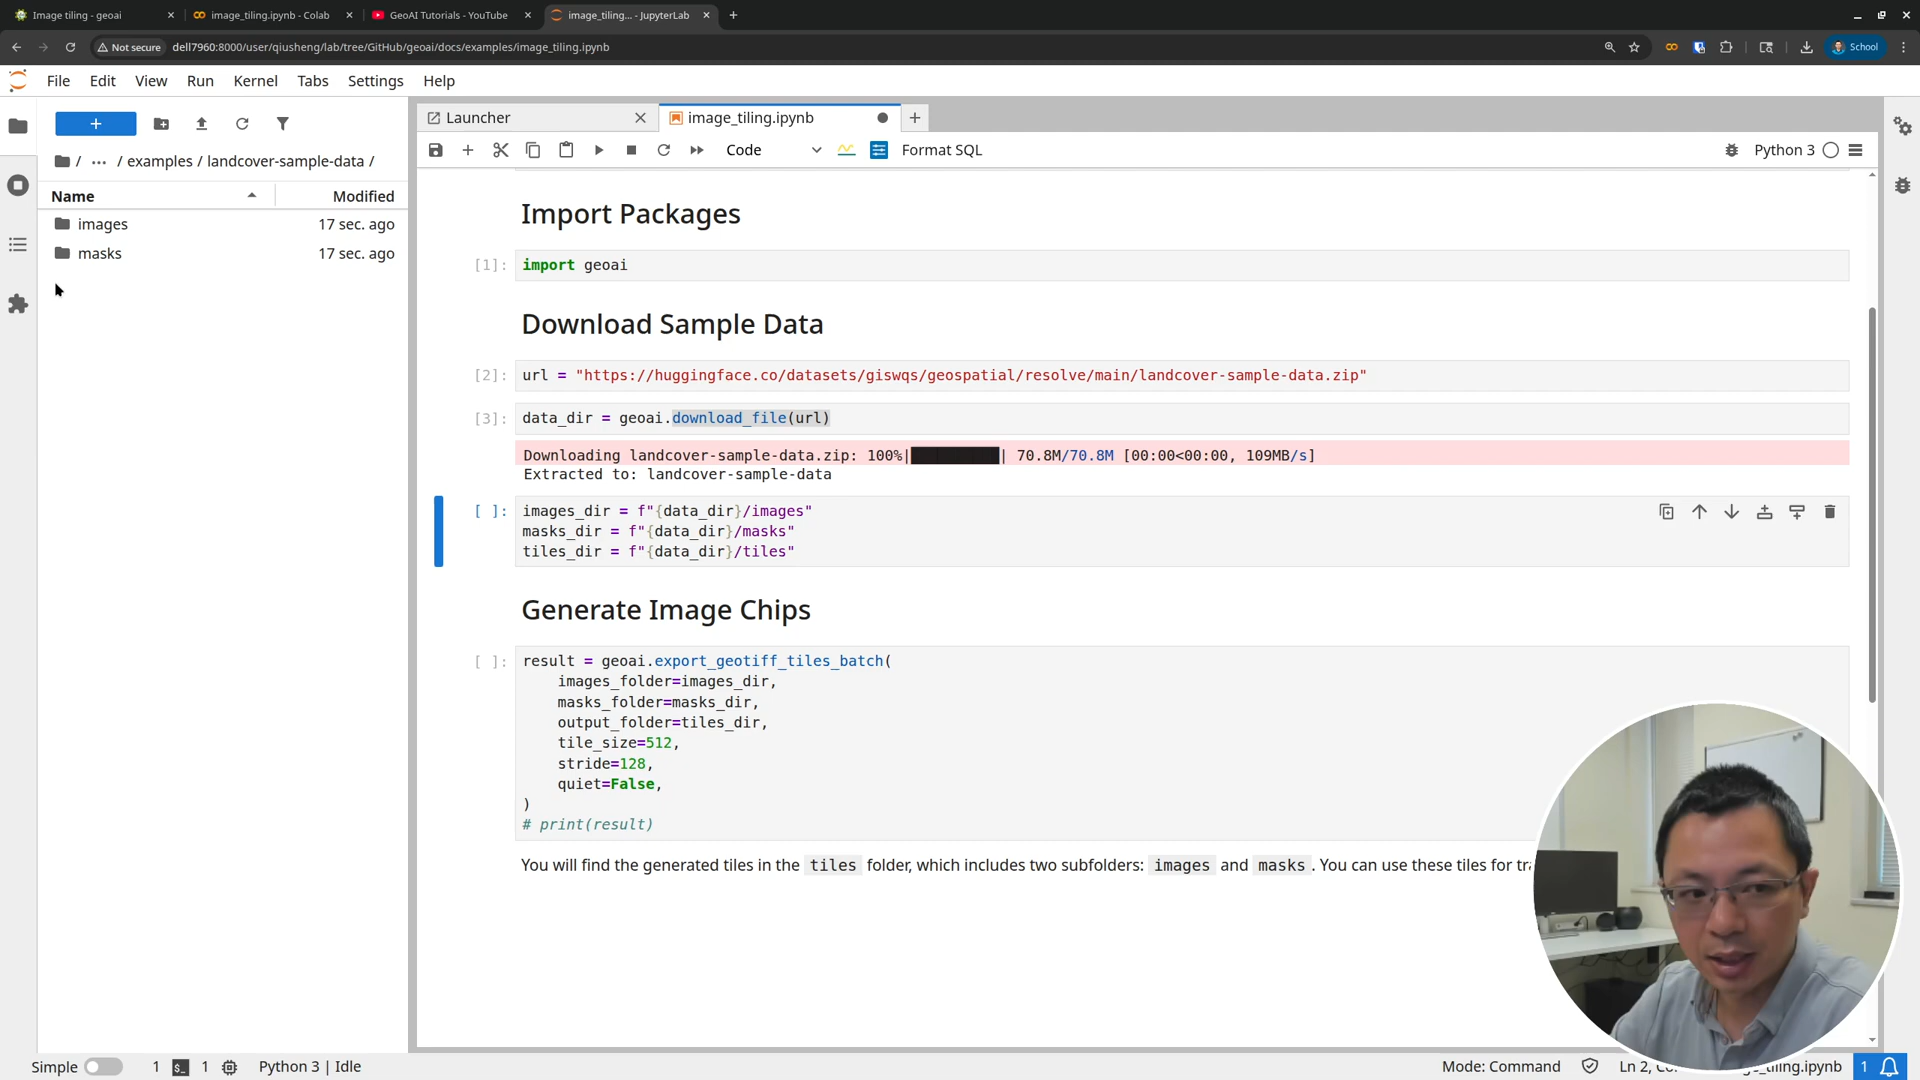 Image tiling - geoai
image_tiling.ipynb - Colab
GeoAI Tutorials - YouTube
image_tiling... - JupyterLab
Not secure
dell7960:8000/user/qiusheng/lab/tree/GitHub/geoai/docs/examples/image_tiling.ipynb
School
File Edit View Run Kernel Tabs Settings Help
/ ... / examples / landcover-sample-data /
Name Modified
images 17 sec. ago
masks 17 sec. ago
Launcher
image_tiling.ipynb
Code
Format SQL
Python 3
Import Packages
[1]: import geoai
Download Sample Data
[2]: url = "https://huggingface.co/datasets/giswqs/geospatial/resolve/main/landcover-sample-data.zip"
[3]: data_dir = geoai.download_file(url)
Downloading landcover-sample-data.zip: 100%|██████████| 70.8M/70.8M [00:00<00:00, 109MB/s]
Extracted to: landcover-sample-data
[ ]: images_dir = f"{data_dir}/images"
masks_dir = f"{data_dir}/masks"
tiles_dir = f"{data_dir}/tiles"
Generate Image Chips
[ ]: result = geoai.export_geotiff_tiles_batch(
images_folder=images_dir,
masks_folder=masks_dir,
output_folder=tiles_dir,
tile_size=512,
stride=128,
quiet=False,
)
# print(result)
You will find the generated tiles in the tiles folder, which includes two subfolders: images and masks. You can use these tiles for
Simple 1 $_ 1 Python 3 | Idle
Mode: Command Ln 2, tiling.ipynb 1